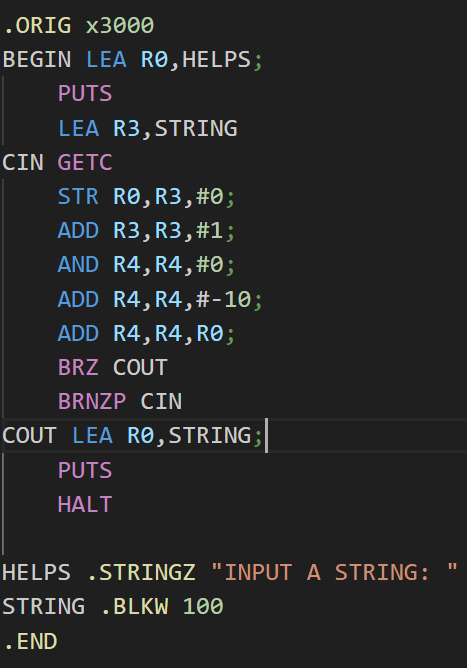 .ORIG x3000
BEGIN LEA R0,HELPS;
PUTS
LEA R3,STRING
CIN GETC
STR R0,R3,#0;
ADD R3,R3,#1;
AND R4,R4,#0;
ADD R4,R4,#-10;
ADD R4,R4,R0;
BRZ COUT
BRNZP CIN
COUT LEA R0,STRING;
PUTS
HALT
HELPS .STRINGZ "INPUT A STRING: "
STRING .BLKW 100
.END